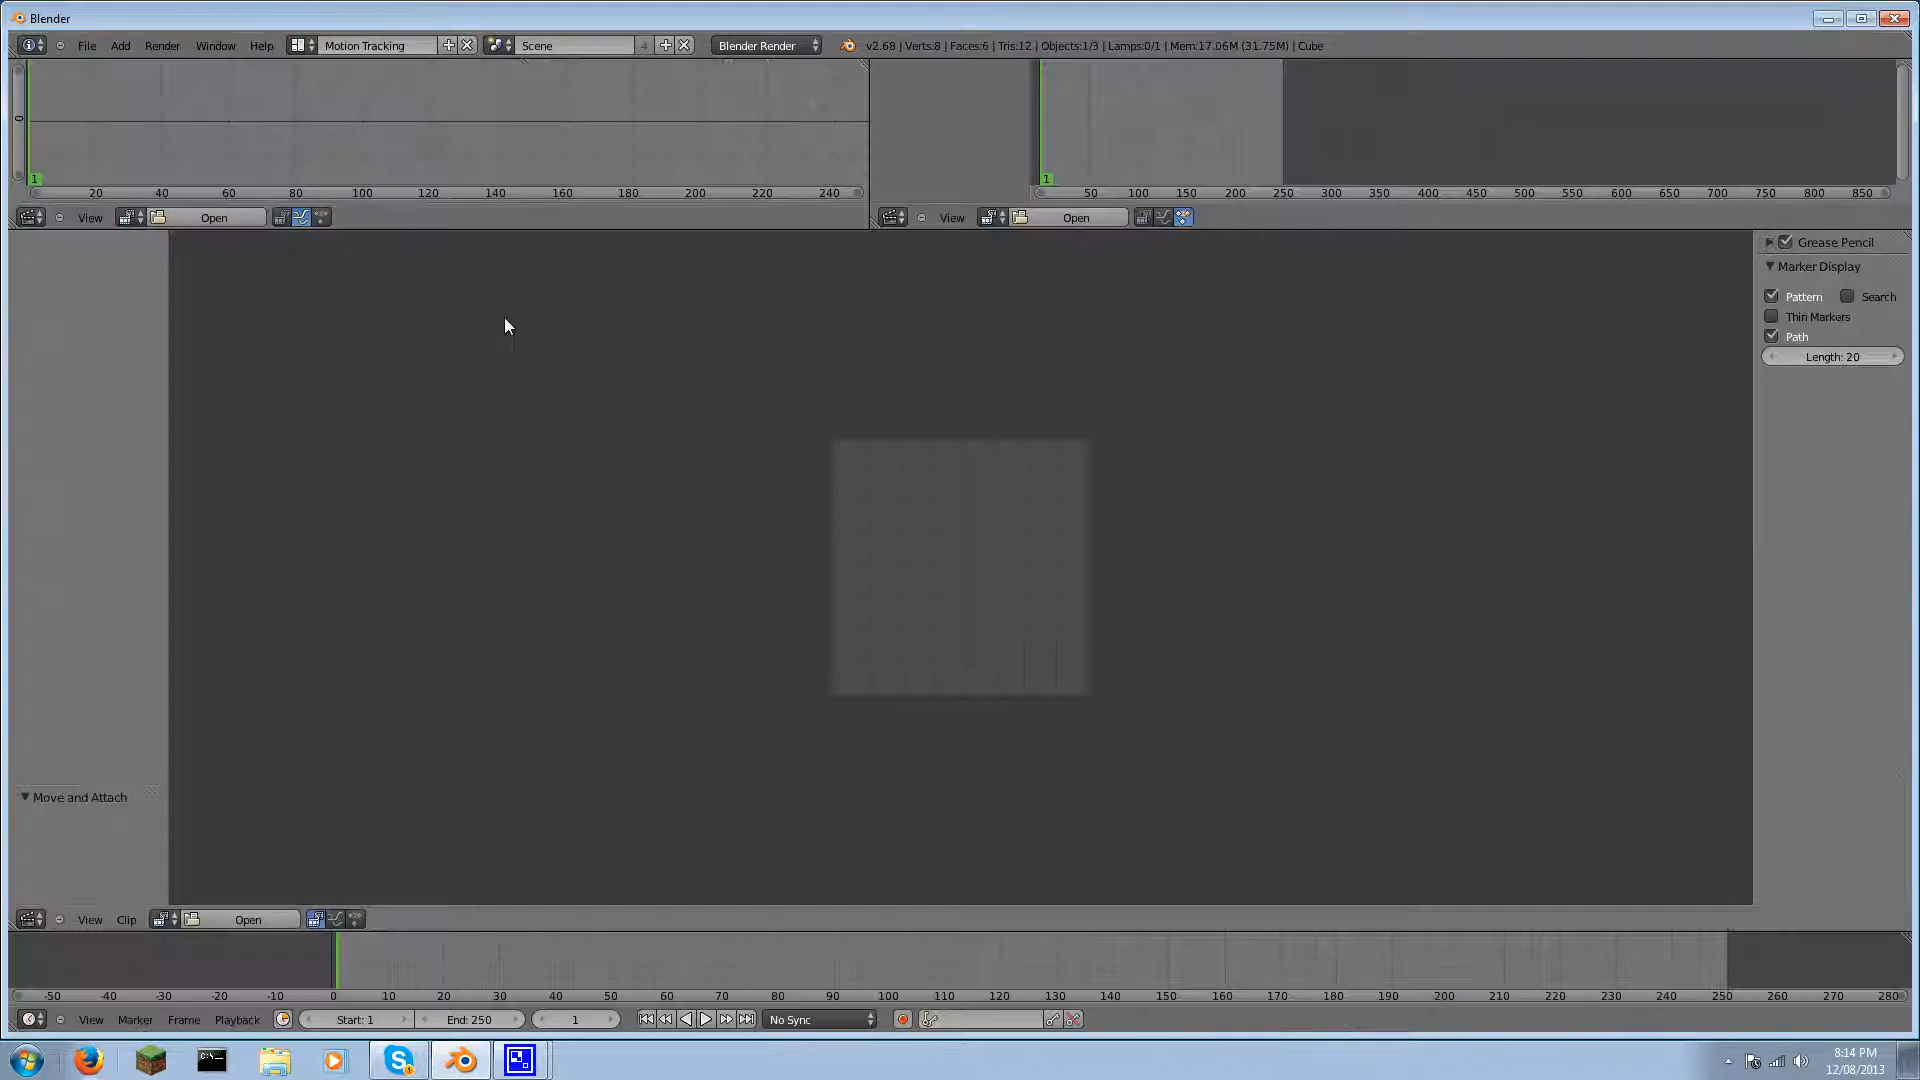 Blender
File Add Render Window Help Motion Tracking Scene 4 Blender Render v2.68 | Verts:8 | Faces:6 | Tris:12 | Objects:1/3 | Lamps:0/1 | Mem:17.06M (31.75M) | Cube
0
1
1
20 40 60 80 100 120 140 160 180 200 220 240
50 100 150 200 250 300 350 400 450 500 550 600 650 700 750 800 850
View Open
View Open
Grease Pencil
Marker Display
Pattern Search
Thin Markers
Path
Length: 20
Move and Attach
View Clip Open
-50 -40 -30 -20 -10 0 10 20 30 40 50 60 70 80 90 100 110 120 130 140 150 160 170 180 190 200 210 220 230 240 250 260 270 280
View Marker Frame Playback Start: 1 End: 250 1 No Sync
C:\_
8:14 PM
12/08/2013